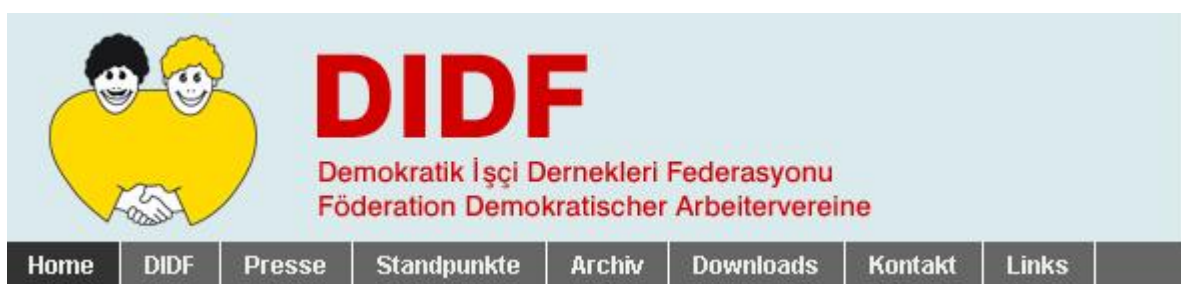 DIDF
Demokratik İşçi Dernekleri Federasyonu
Föderation Demokratischer Arbeitervereine
Home DIDF Presse Standpunkte Archiv Downloads Kontakt Links